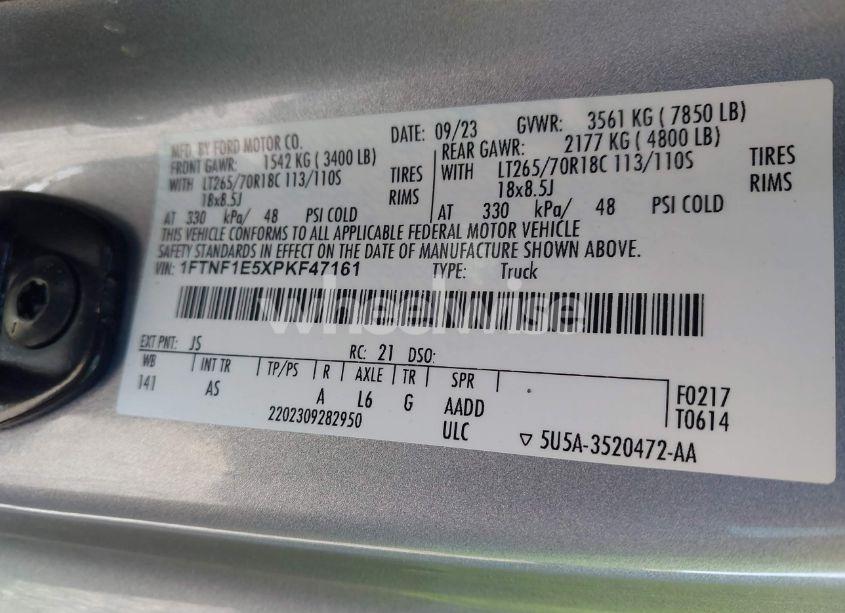 MFD. BY FORD MOTOR CO.
DATE: 09/23 GVWR: 3561 KG ( 7850 LB)
FRONT GAWR: 1542 KG ( 3400 LB) REAR GAWR: 2177 KG ( 4800 LB)
WITH LT265/70R18C 113/110S TIRES WITH LT265/70R18C 113/110S TIRES
18x8.5J RIMS 18x8.5J RIMS
AT 330 kPa/ 48 PSI COLD AT 330 kPa/ 48 PSI COLD
THIS VEHICLE CONFORMS TO ALL APPLICABLE FEDERAL MOTOR VEHICLE
SAFETY STANDARDS IN EFFECT ON THE DATE OF MANUFACTURE SHOWN ABOVE.
VIN: 1FTNF1E5XPKF47161 TYPE: Truck
wheelwise
EXT PNT: JS RC: 21 DSO:
WB INT TR TP/PS R AXLE TR SPR
141 AS A L6 G AADD F0217
2202309282950 ULC T0614
▽ 5U5A-3520472-AA